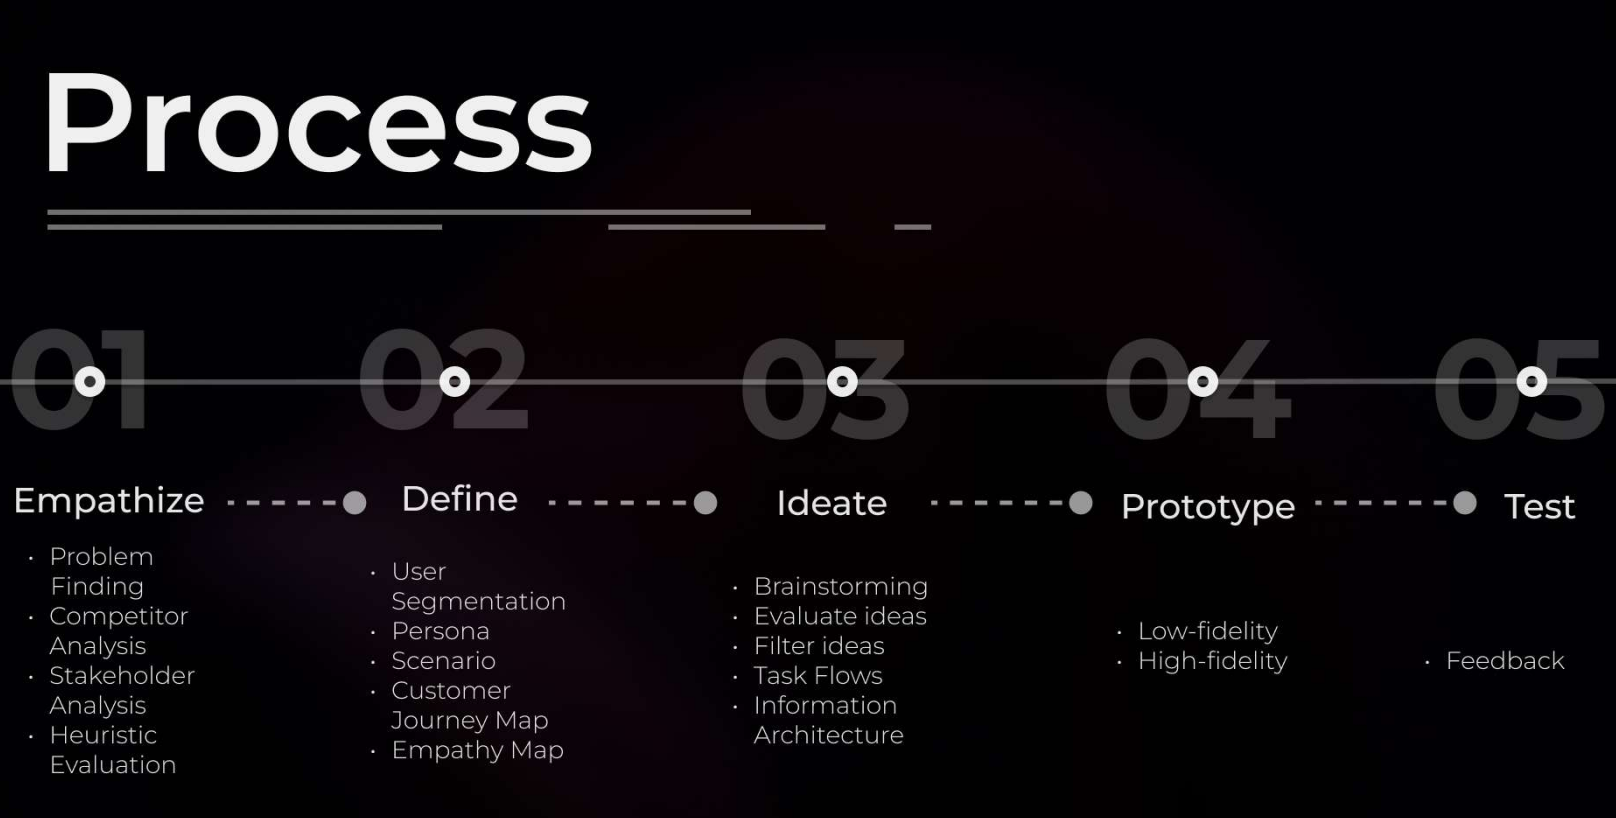 Process
01
02
03
04
05
Empathize
Define
Ideate
Prototype
Test
• Problem
Finding
• Competitor
Analysis
• Stakeholder
Analysis
• Heuristic
Evaluation
• User
Segmentation
• Persona
• Scenario
• Customer
Journey Map
• Empathy Map
• Brainstorming
• Evaluate ideas
• Filter ideas
• Task Flows
• Information
Architecture
• Low-fidelity
• High-fidelity
• Feedback